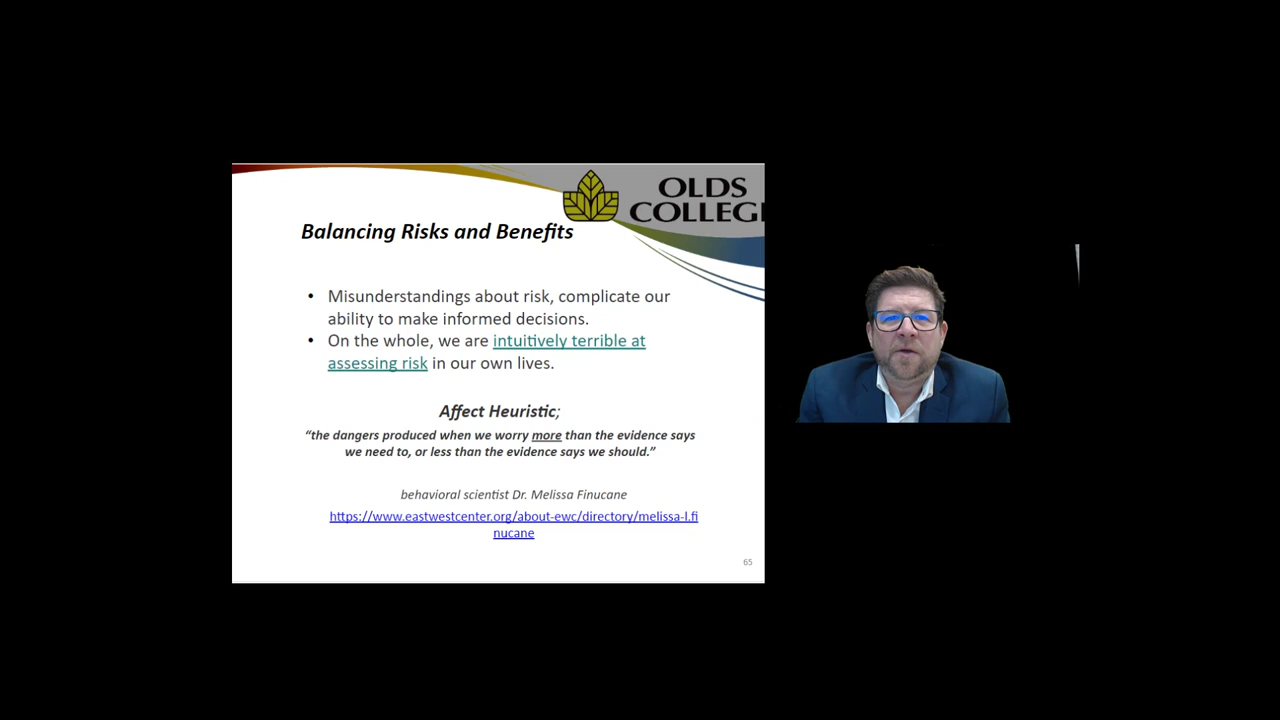 OLDS
COLLEGE
Balancing Risks and Benefits
• Misunderstandings about risk, complicate our
ability to make informed decisions.
• On the whole, we are intuitively terrible at
assessing risk in our own lives.
Affect Heuristic;
“the dangers produced when we worry more than the evidence says
we need to, or less than the evidence says we should.”
behavioral scientist Dr. Melissa Finucane
https://www.eastwestcenter.org/about-ewc/directory/melissa-l.fi
nucane
65